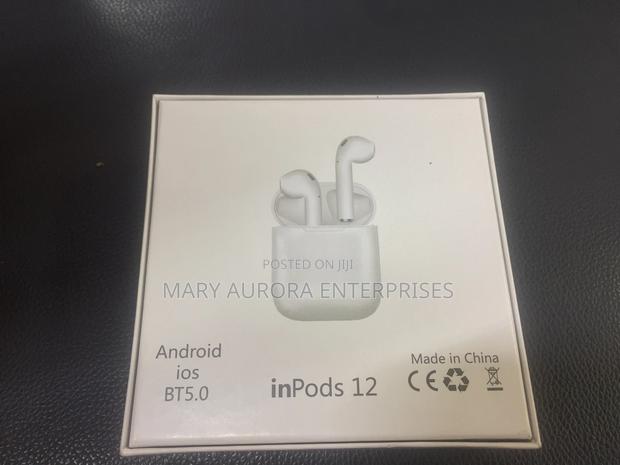 POSTED ON JIJI
MARY AURORA ENTERPRISES
Android
ios
BT5.0
inPods 12
Made in China
CE